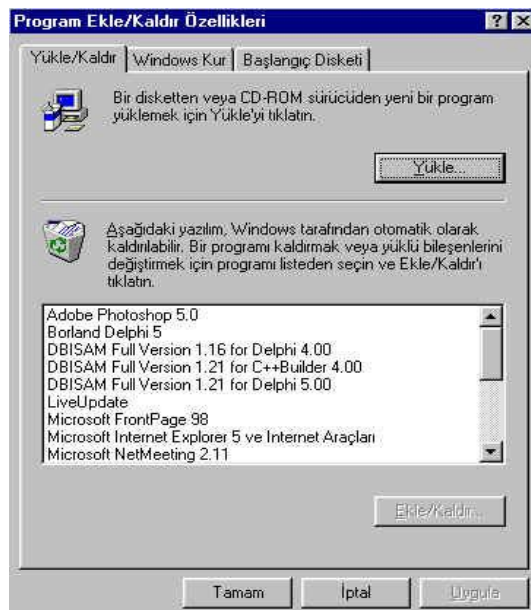 Program Ekle/Kaldır Özellikleri
Yükle/Kaldır
Windows Kur
Başlangıç Disketi
Bir disketten veya CD-ROM sürücüden yeni bir program
yüklemek için Yükle'yi tıklatın.
Yükle...
Aşağıdaki yazılım, Windows tarafından otomatik olarak
kaldırılabilir. Bir programı kaldırmak veya yüklü bileşenlerini
değiştirmek için programı listeden seçin ve Ekle/Kaldır'ı
tıklatın.
Adobe Photoshop 5.0
Borland Delphi 5
DBISAM Full Version 1.16 for Delphi 4.00
DBISAM Full Version 1.21 for C++Builder 4.00
DBISAM Full Version 1.21 for Delphi 5.00
LiveUpdate
Microsoft FrontPage 98
Microsoft Internet Explorer 5 ve Internet Araçları
Microsoft NetMeeting 2.11
Ekle/Kaldır...
Tamam
İptal
Uygula